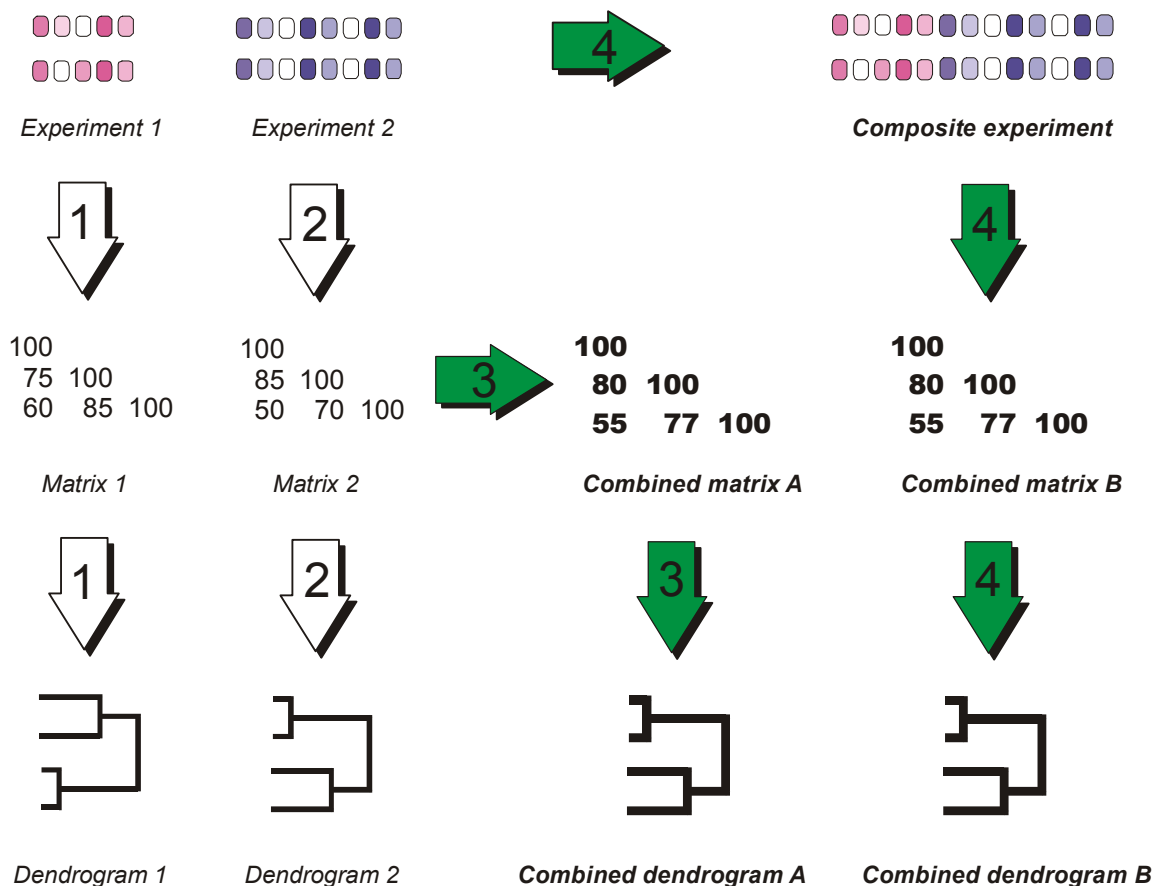 4
Experiment 1 Experiment 2 Composite experiment
1 2 4
100 100 100 100
75 100 85 100 3 80 100 80 100
60 85 100 50 70 100 55 77 100 55 77 100
Matrix 1 Matrix 2 Combined matrix A Combined matrix B
1 2 3 4
Dendrogram 1 Dendrogram 2 Combined dendrogram A Combined dendrogram B